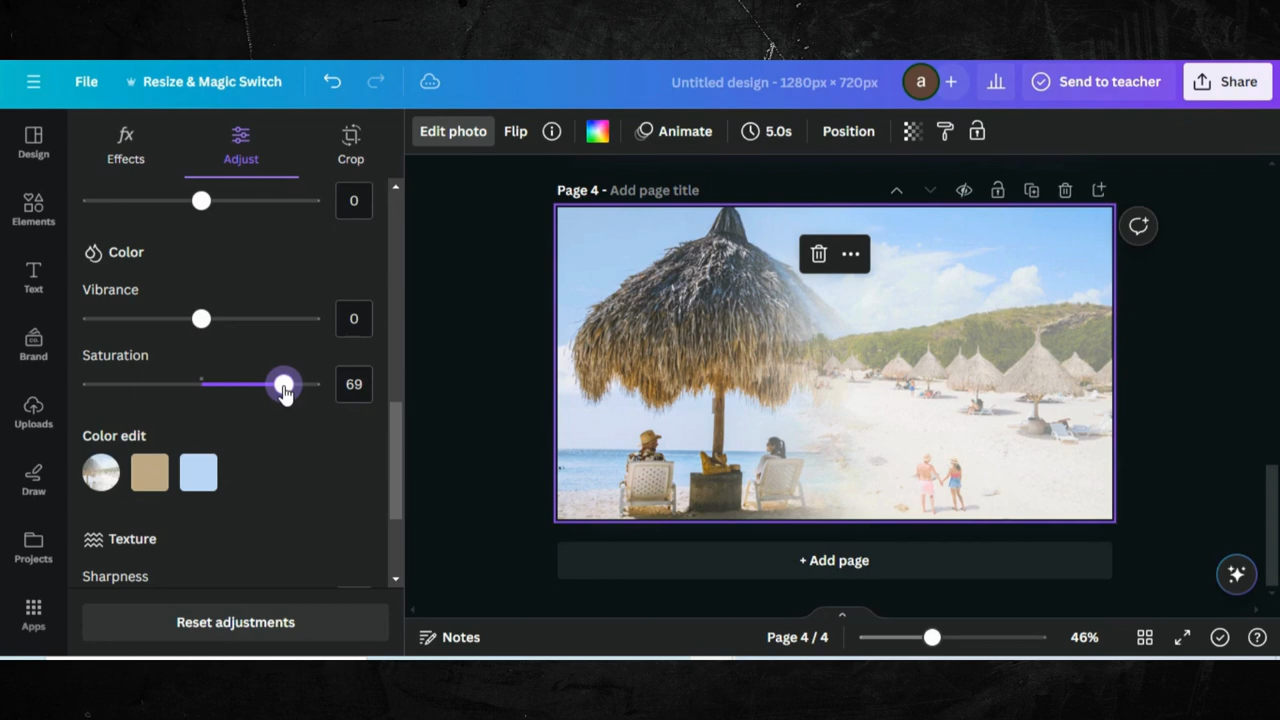 File
Resize & Magic Switch
Untitled design - 1280px × 720px
a
Send to teacher
Share
Design
Elements
Text
Brand
Uploads
Draw
Projects
Apps
fx
Effects
Adjust
Crop
0
Color
Vibrance
0
Saturation
69
Color edit
Texture
Sharpness
Reset adjustments
Edit photo
Flip
Animate
5.0s
Position
Page 4 - Add page title
+ Add page
Notes
Page 4 / 4
46%